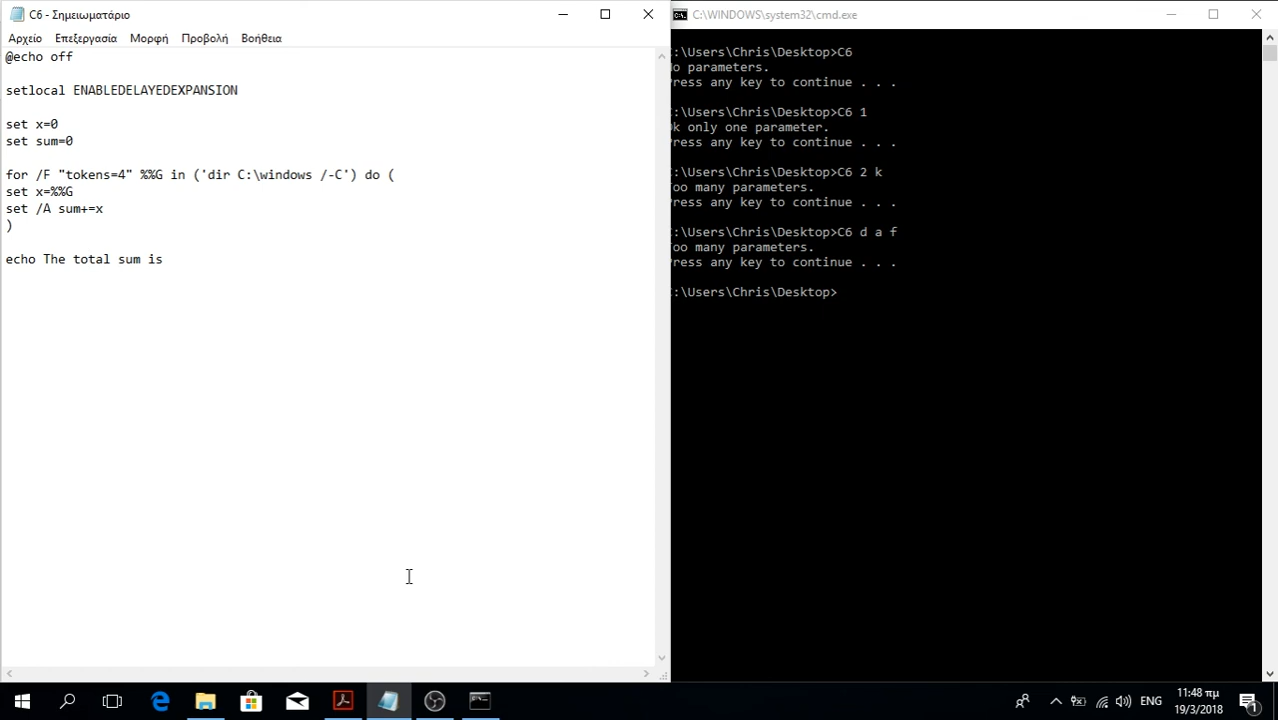 C6 - Σημειωματάριο
Αρχείο Επεξεργασία Μορφή Προβολή Βοήθεια
@echo off
setlocal ENABLEDELAYEDEXPANSION
set x=0
set sum=0
for /F "tokens=4" %%G in ('dir C:\windows /-C') do (
set x=%%G
set /A sum+=x
)
echo The total sum is
C:\WINDOWS\system32\cmd.exe
:\Users\Chris\Desktop>C6
o parameters.
ress any key to continue . . .
:\Users\Chris\Desktop>C6 1
k only one parameter.
ress any key to continue . . .
:\Users\Chris\Desktop>C6 2 k
oo many parameters.
ress any key to continue . . .
:\Users\Chris\Desktop>C6 d a f
oo many parameters.
ress any key to continue . . .
:\Users\Chris\Desktop>
ENG
11:48 πμ
19/3/2018
1